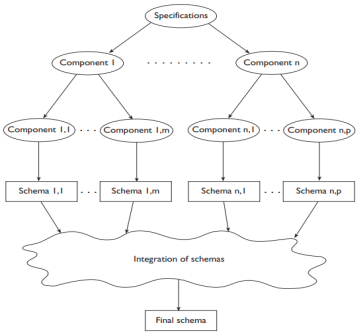 Specifications
Component 1 . . . . . . . . . Component n
Component 1,1 . . . Component 1,m Component n,1 . . . Component n,p
Schema 1,1 . . . Schema 1,m Schema n,1 . . . Schema n,p
Integration of schemas
Final schema